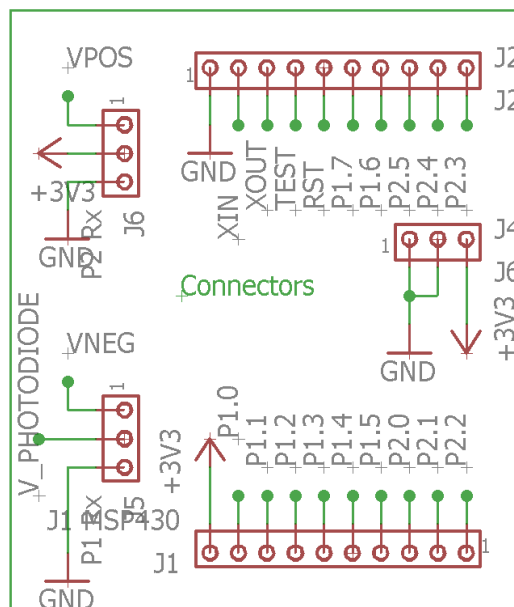 VPOS
1
+3V3
GND
P2 Rx
J6
1
J2
J2
GND
XIN
XOUT
TEST
RST
P1.7
P1.6
P2.5
P2.4
P2.3
1
J4
J6
GND
+3V3
Connectors
VNEG
1
V_PHOTODIODE
J1 MSP430
P1 Rx
J5
GND
+3V3
P1.0
P1.1
P1.2
P1.3
P1.4
P1.5
P2.0
P2.1
P2.2
J1
1